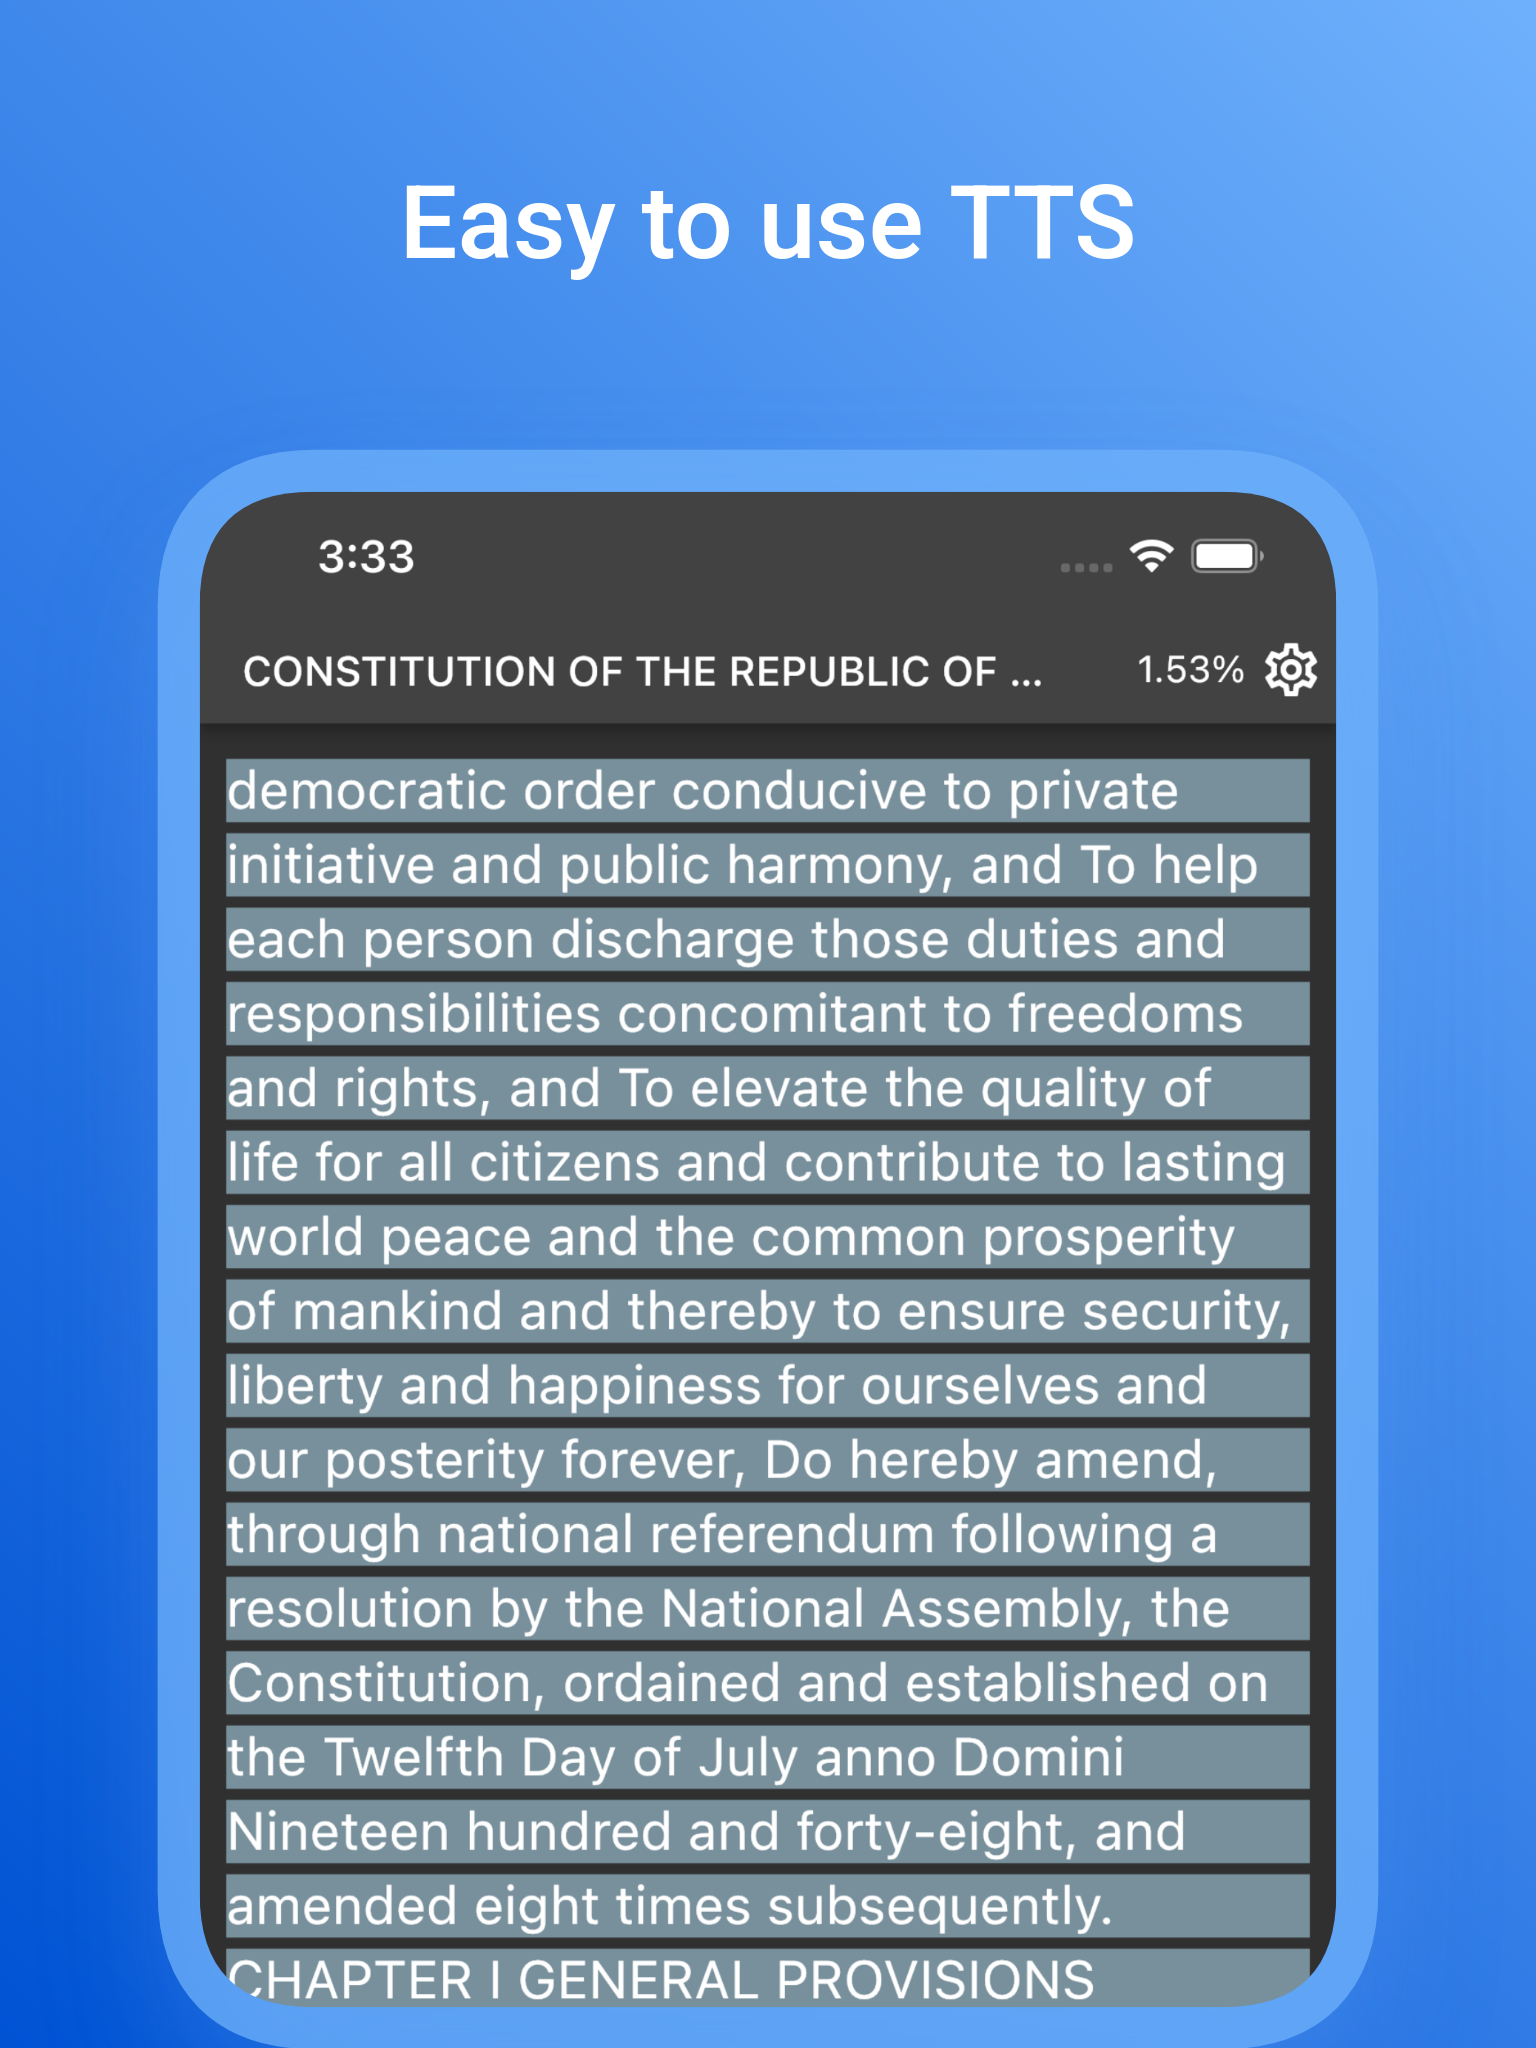 Easy to use TTS
3:33
CONSTITUTION OF THE REPUBLIC OF ...
1.53%
democratic order conducive to private
initiative and public harmony, and To help
each person discharge those duties and
responsibilities concomitant to freedoms
and rights, and To elevate the quality of
life for all citizens and contribute to lasting
world peace and the common prosperity
of mankind and thereby to ensure security,
liberty and happiness for ourselves and
our posterity forever, Do hereby amend,
through national referendum following a
resolution by the National Assembly, the
Constitution, ordained and established on
the Twelfth Day of July anno Domini
Nineteen hundred and forty-eight, and
amended eight times subsequently.
CHAPTER I GENERAL PROVISIONS